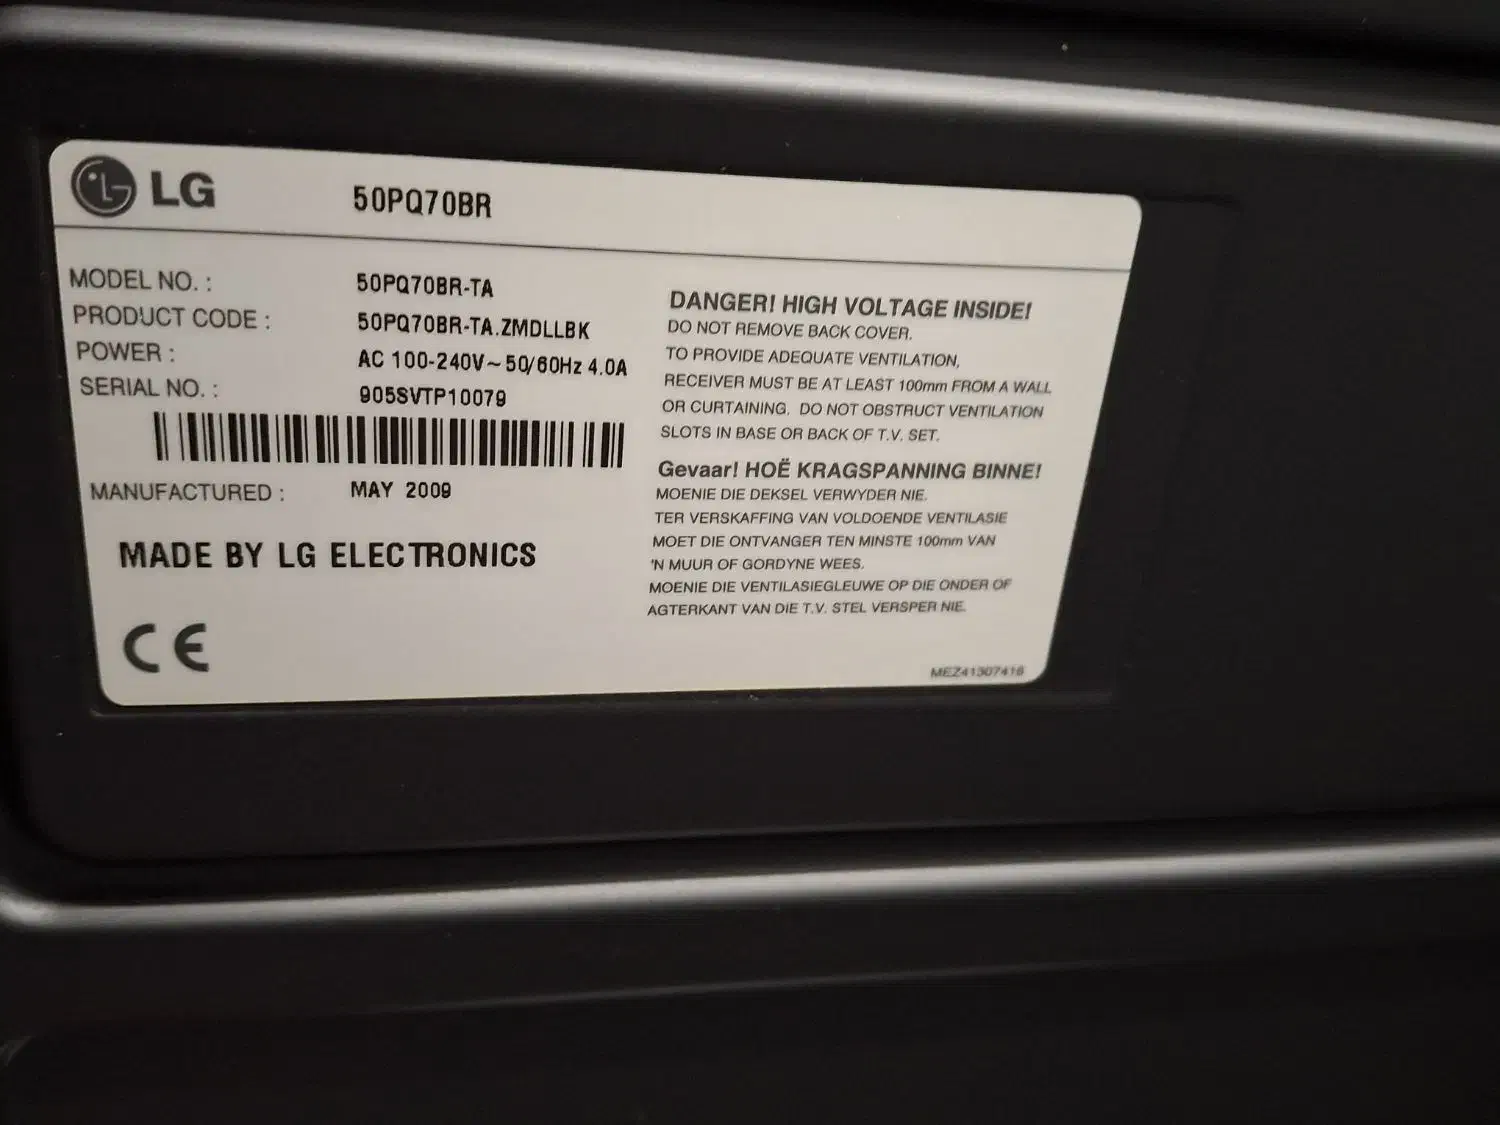 LG 50PQ70BR
MODEL NO. : 50PQ70BR-TA
PRODUCT CODE : 50PQ70BR-TA.ZMDLLBK
POWER : AC 100-240V~50/60Hz 4.0A
SERIAL NO. : 905SVTP10079
MANUFACTURED : MAY 2009
MADE BY LG ELECTRONICS
CE
DANGER! HIGH VOLTAGE INSIDE!
DO NOT REMOVE BACK COVER.
TO PROVIDE ADEQUATE VENTILATION,
RECEIVER MUST BE AT LEAST 100mm FROM A WALL
OR CURTAINING. DO NOT OBSTRUCT VENTILATION
SLOTS IN BASE OR BACK OF T.V. SET.
Gevaar! HOË KRAGSPANNING BINNE!
MOENIE DIE DEKSEL VERWYDER NIE.
TER VERSKAFFING VAN VOLDOENDE VENTILASIE
MOET DIE ONTVANGER TEN MINSTE 100mm VAN
'N MUUR OF GORDYNE WEES.
MOENIE DIE VENTILASIEGLEUWE OP DIE ONDER OF
AGTERKANT VAN DIE T.V. STEL VERSPER NIE.
MEZ41307416